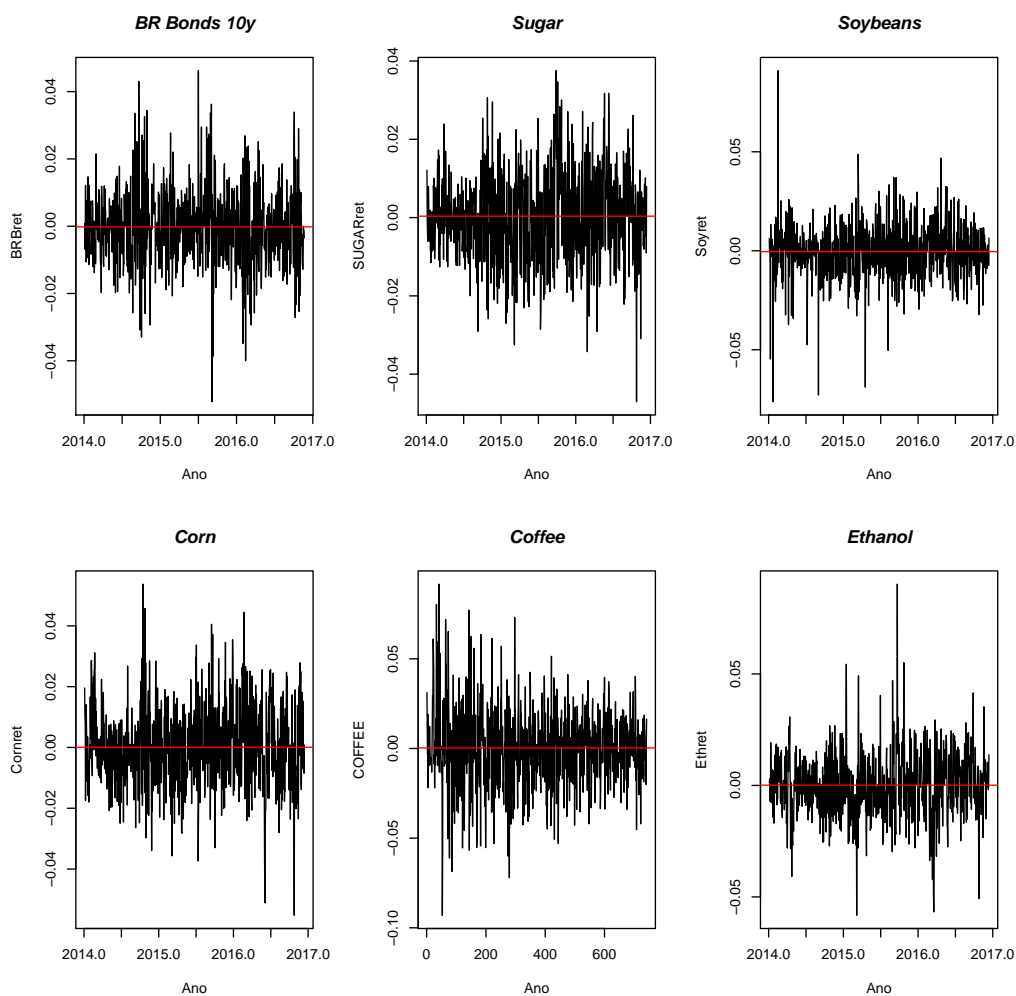 BR Bonds 10y
BRBret
0.04
0.02
0.00
−0.02
−0.04
2014.0 2015.0 2016.0 2017.0
Ano
Sugar
SUGARret
0.04
0.02
0.00
−0.02
−0.04
2014.0 2015.0 2016.0 2017.0
Ano
Soybeans
Soyret
0.05
0.00
−0.05
2014.0 2015.0 2016.0 2017.0
Ano
Corn
Cornret
0.04
0.02
0.00
−0.02
−0.04
2014.0 2015.0 2016.0 2017.0
Ano
Coffee
COFFEE
0.05
0.00
−0.05
−0.10
0 200 400 600
Ano
Ethanol
Ethret
0.05
0.00
−0.05
2014.0 2015.0 2016.0 2017.0
Ano